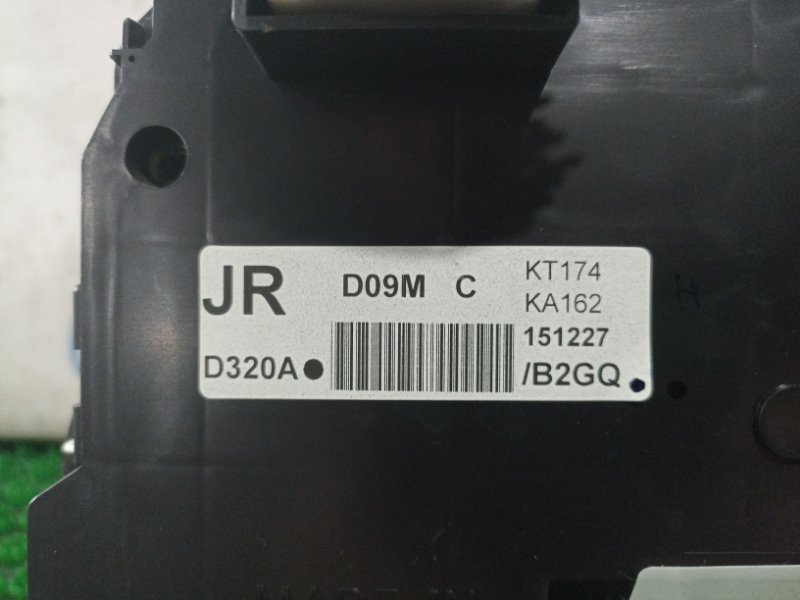 JR D09M C KT174
KA162
151227
D320A● /B2GQ
H